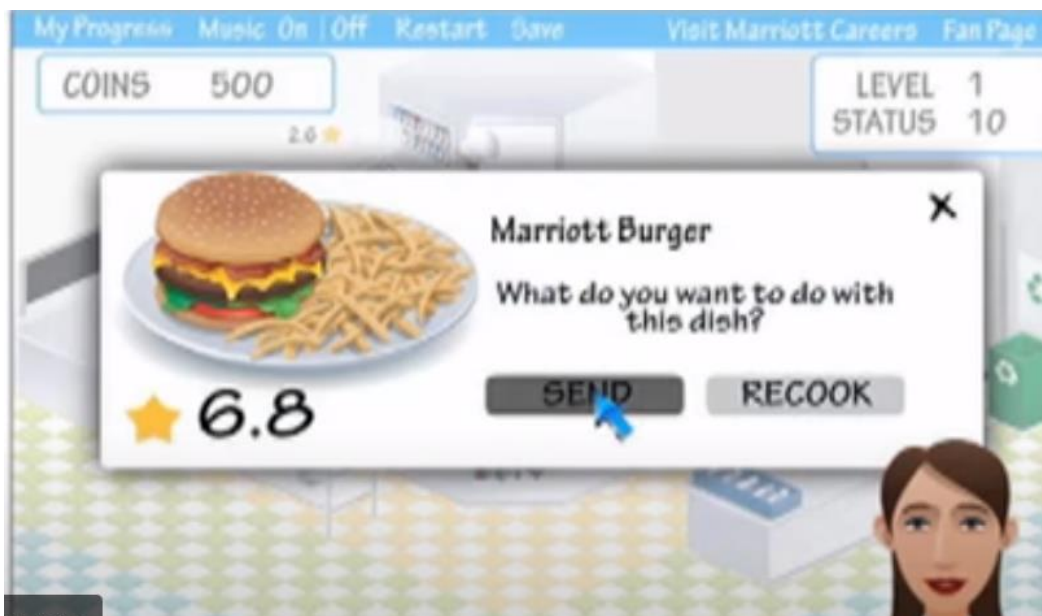 My Progress Music On | Off Restart Save Visit Marriott Careers Fan Page
COINS 500
LEVEL 1
STATUS 10
2.6
Marriott Burger
What do you want to do with
this dish?
SEND RECOOK
6.8